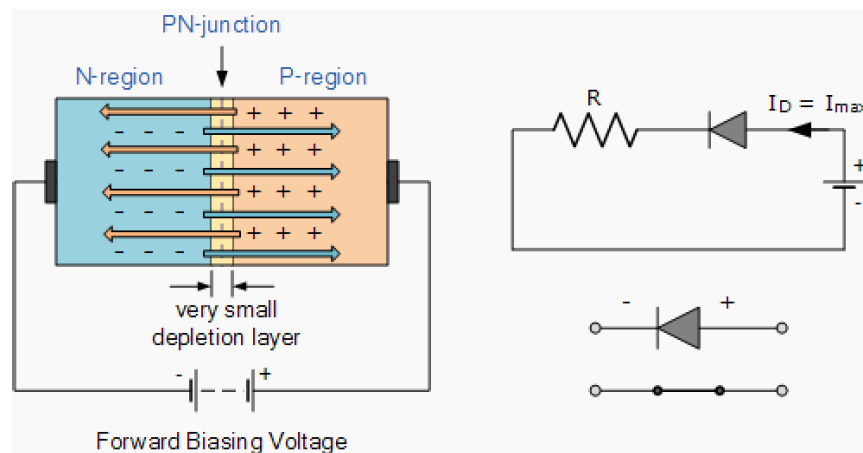 PN-junction
N-region
P-region
+ + +
- - -
+ + +
- - -
+ + +
- - -
+ + +
- - -
very small
depletion layer
- +
Forward Biasing Voltage
R
I_D = I_max
+
-
- +